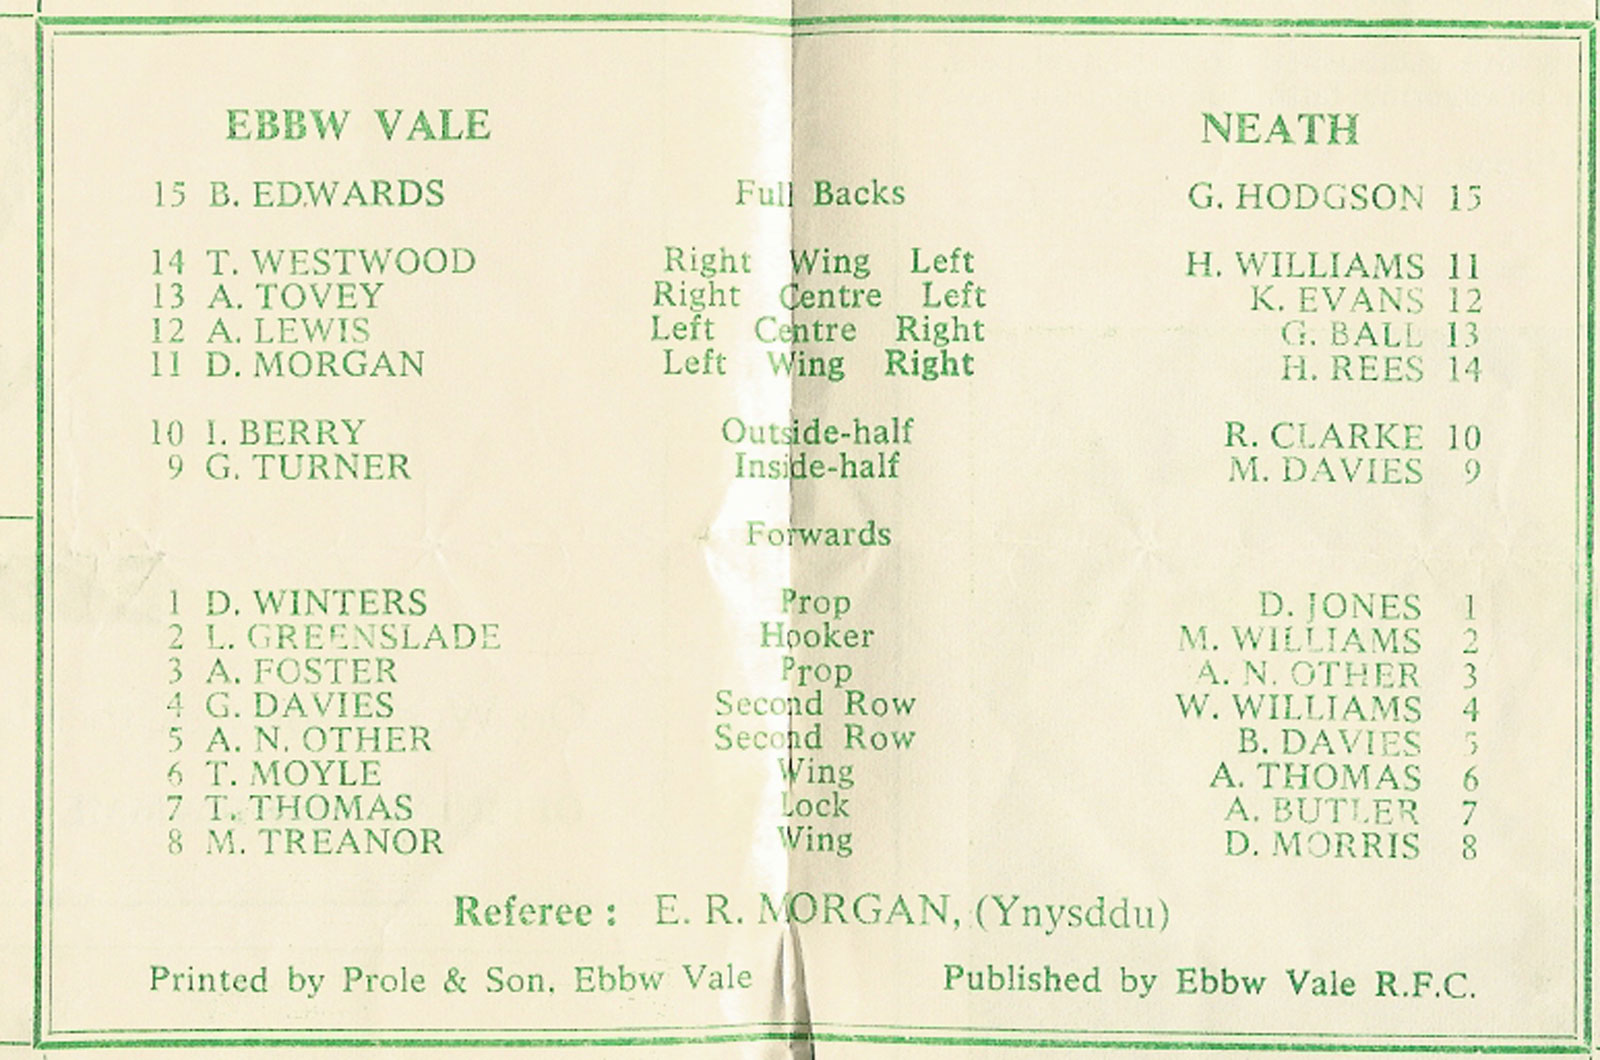 EBBW VALE NEATH
15 B. EDWARDS Full Backs G. HODGSON 15
14 T. WESTWOOD Right Wing Left H. WILLIAMS 11
13 A. TOVEY Right Centre Left K. EVANS 12
12 A. LEWIS Left Centre Right G. BALL 13
11 D. MORGAN Left Wing Right H. REES 14
10 I. BERRY Outside-half R. CLARKE 10
9 G. TURNER Inside-half M. DAVIES 9
Forwards
1 D. WINTERS Prop D. JONES 1
2 L. GREENSLADE Hooker M. WILLIAMS 2
3 A. FOSTER Prop A. N. OTHER 3
4 G. DAVIES Second Row W. WILLIAMS 4
5 A. N. OTHER Second Row B. DAVIES 5
6 T. MOYLE Wing A. THOMAS 6
7 T. THOMAS Lock A. BUTLER 7
8 M. TREANOR Wing D. MORRIS 8
Referee : E. R. MORGAN, (Ynysddu)
Printed by Prole & Son, Ebbw Vale Published by Ebbw Vale R.F.C.